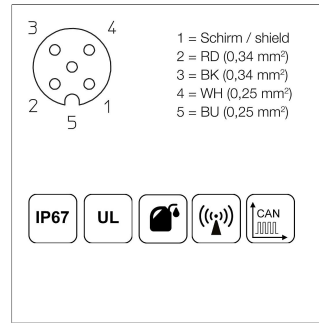 3 4
2 1
5
1 = Schirm / shield
2 = RD (0,34 mm²)
3 = BK (0,34 mm²)
4 = WH (0,25 mm²)
5 = BU (0,25 mm²)
IP67 UL CAN